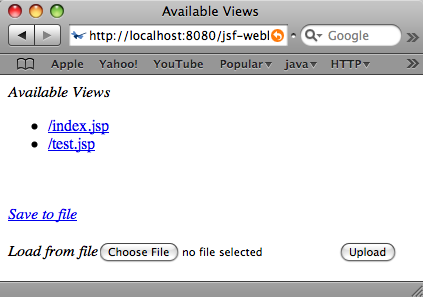 Available Views
http://localhost:8080/jsf-webl
Google
Apple Yahoo! YouTube Popular java HTTP
Available Views
/index.jsp
/test.jsp
Save to file
Load from file Choose File no file selected Upload